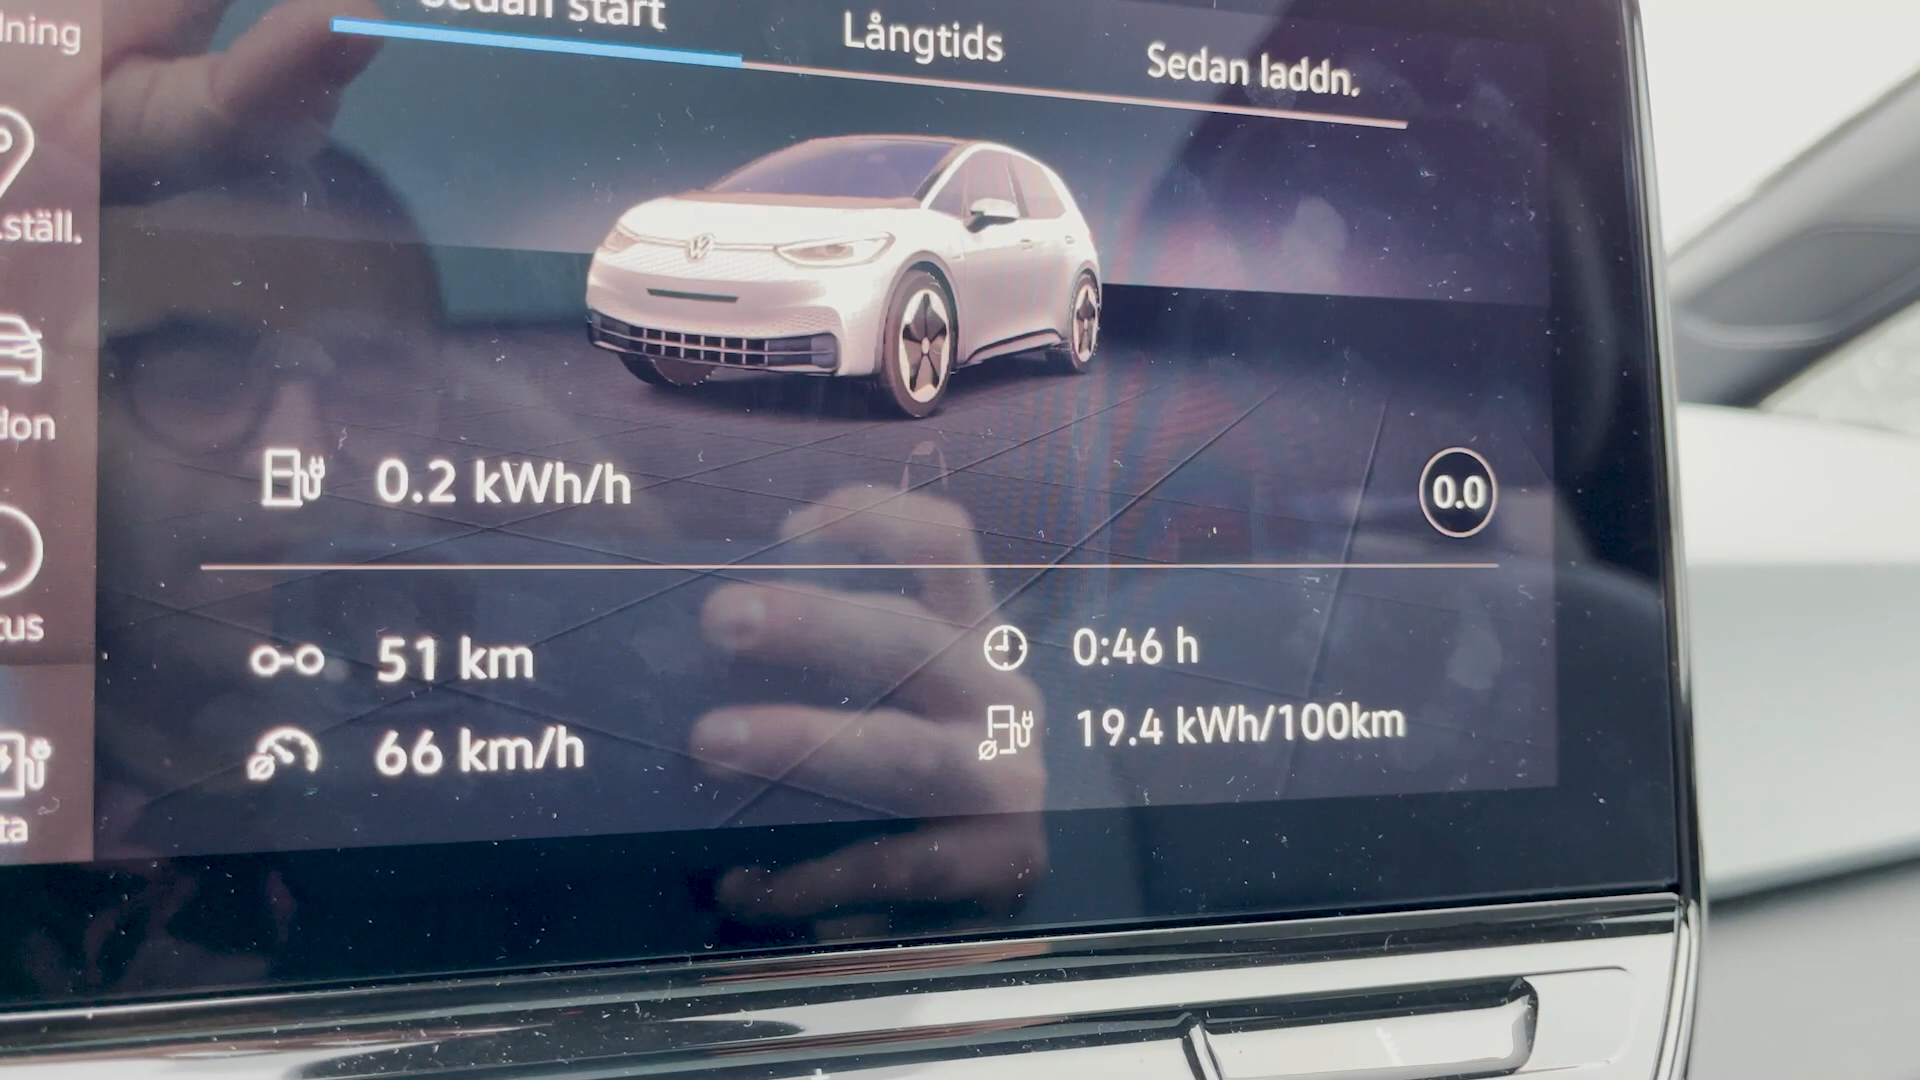 Sedan start
Långtids
Sedan laddn.
lning
.ställ.
don
tus
ta
0.2 kWh/h
0.0
51 km
0:46 h
66 km/h
19.4 kWh/100km